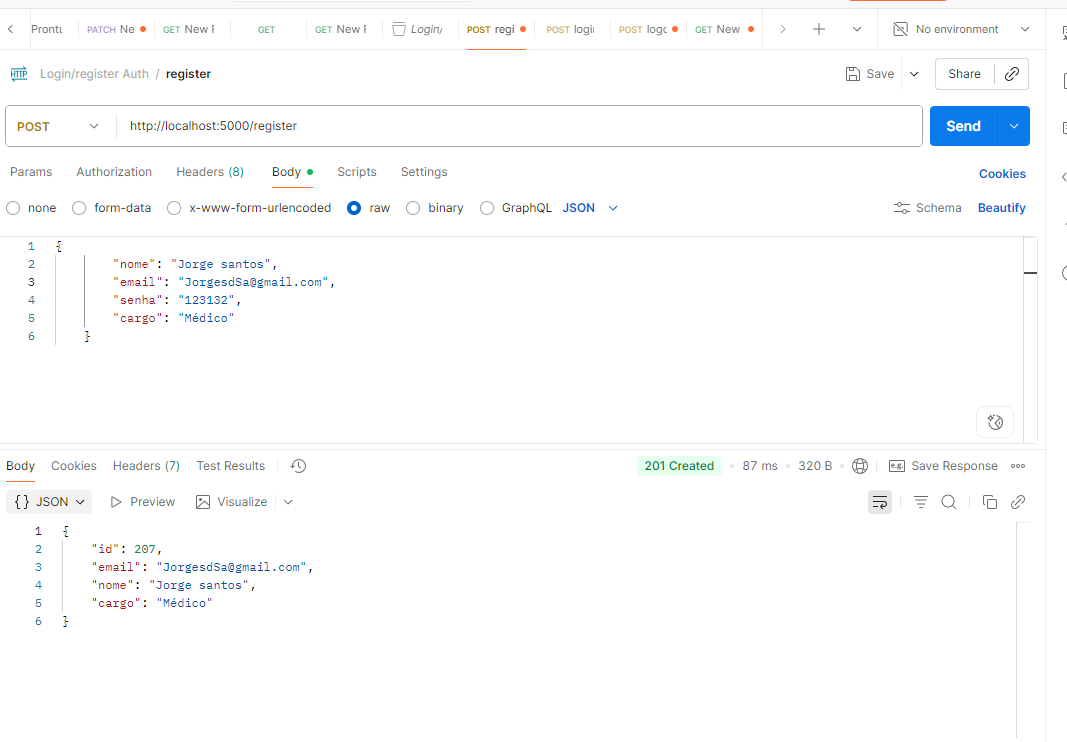 Prontu PATCH Ne GET New F GET GET New F Login/ POST regi POST login POST logo GET New No environment
HTTP Login/register Auth / register Save Share
POST http://localhost:5000/register Send
Params Authorization Headers (8) Body Scripts Settings Cookies
none form-data x-www-form-urlencoded raw binary GraphQL JSON Schema Beautify
1 {
2 "nome": "Jorge santos",
3 "email": "JorgesdSa@gmail.com",
4 "senha": "123132",
5 "cargo": "Médico"
6 }
Body Cookies Headers (7) Test Results 201 Created • 87 ms • 320 B • e.g. Save Response
{} JSON Preview Visualize
1 {
2 "id": 207,
3 "email": "JorgesdSa@gmail.com",
4 "nome": "Jorge santos",
5 "cargo": "Médico"
6 }